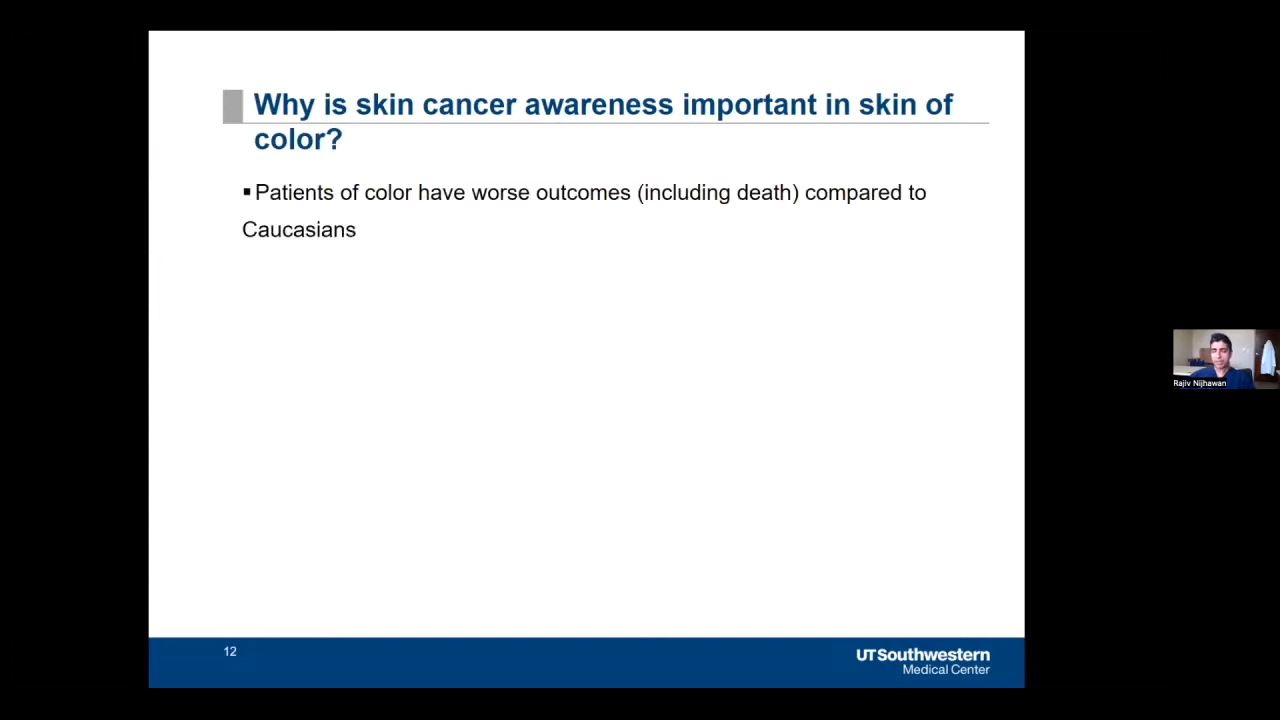 Why is skin cancer awareness important in skin of
color?
▪Patients of color have worse outcomes (including death) compared to
Caucasians
Rajiv Nijhawan
12
UTSouthwestern
Medical Center